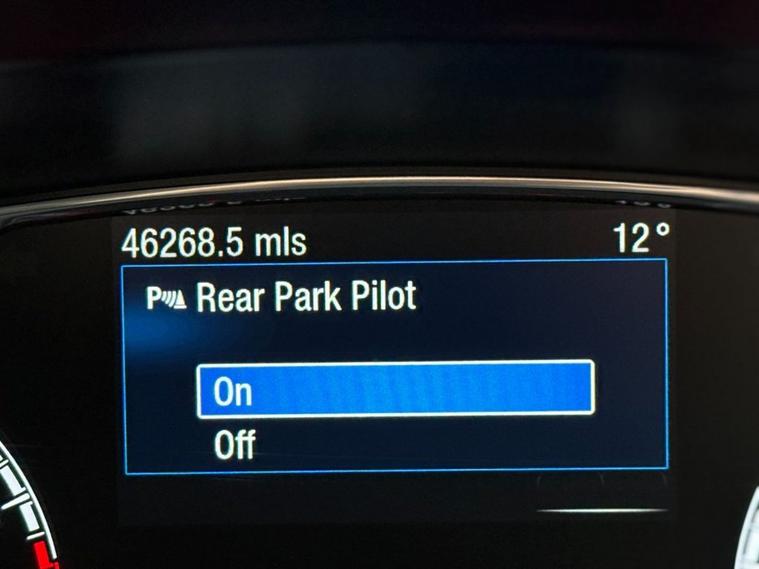 46268.5 mls 12°
P Rear Park Pilot
On
Off